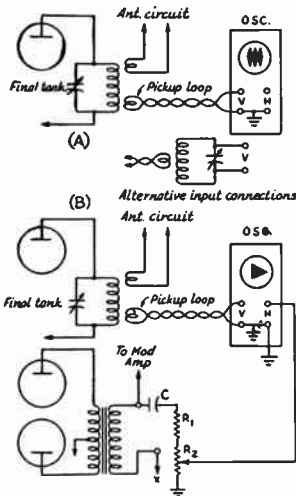 Ant. circuit
OSC.
Final tank
Pickup loop
V
H
(A)
V
Alternative input connections
(B)
Ant. circuit
OSC.
Final tank
Pickup loop
V
H
To Mod
Amp
C
R1
R2
x